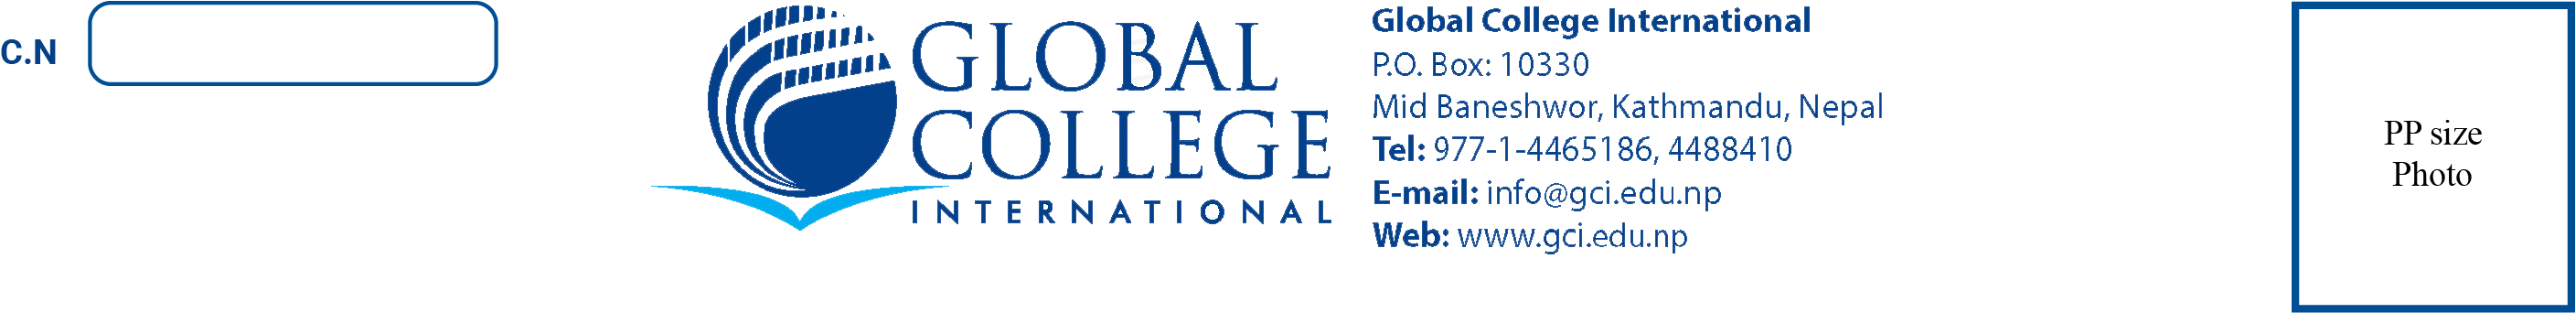 C.N
GLOBAL
COLLEGE
INTERNATIONAL
Global College International
P.O. Box: 10330
Mid Baneshwor, Kathmandu, Nepal
Tel: 977-1-4465186, 4488410
E-mail: info@gci.edu.np
Web: www.gci.edu.np
PP size
Photo